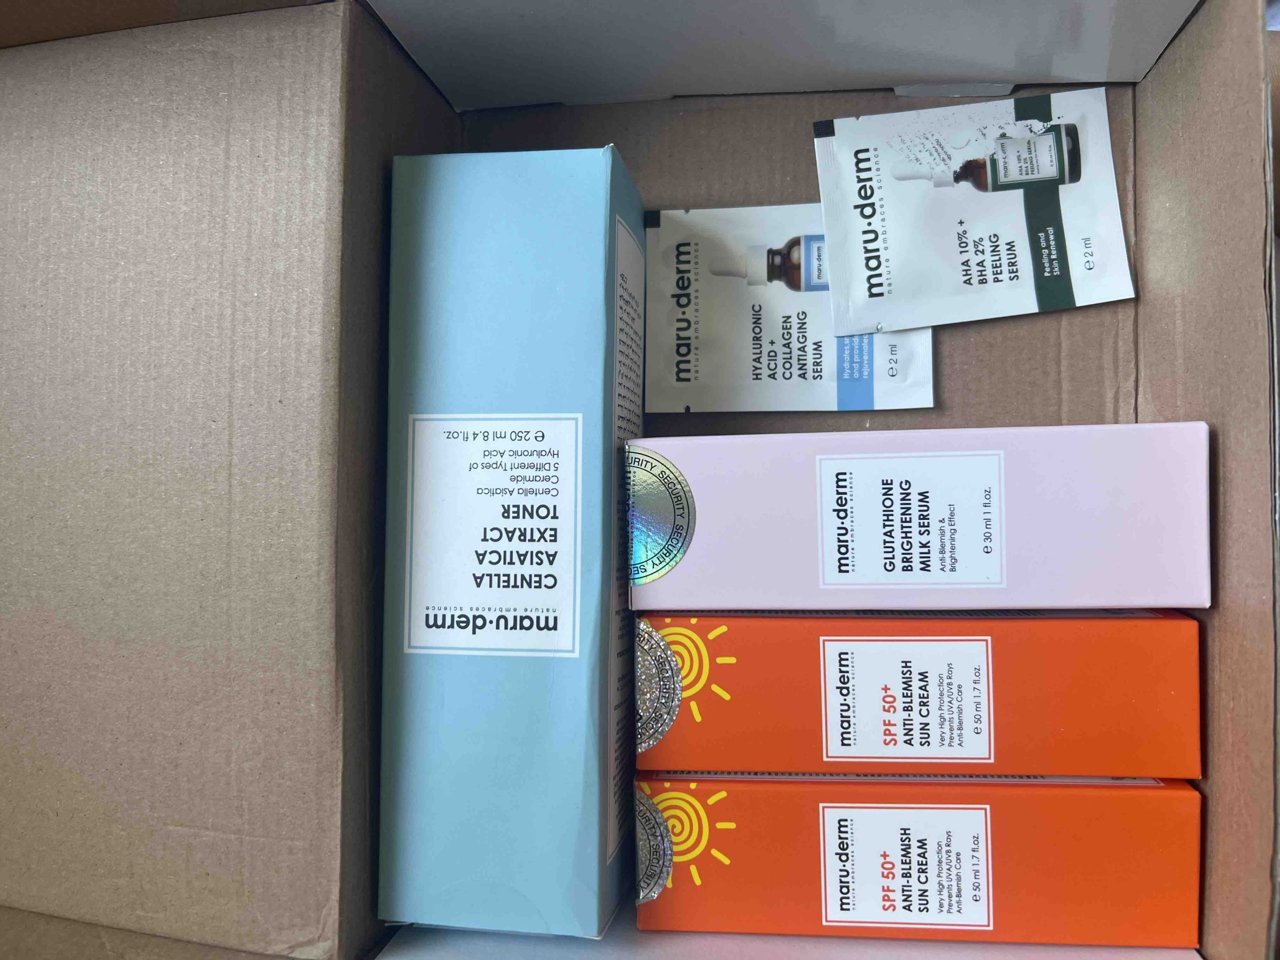 maru·derm
nature embraces science
CENTELLA
ASIATICA
EXTRACT
TONER
Centella Asiatica
Ceramide
5 Different Types of
Hyaluronic Acid
e 250 ml 8.4 fl.oz.
maru·derm
nature embraces science
HYALURONIC
ACID +
COLLAGEN
ANTIAGING
SERUM
e 2 ml
maru·derm
maru·derm
nature embraces science
AHA 10% +
BHA 2%
PEELING
SERUM
Peeling and
Skin Renewal
e 2 ml
SECURITY
maru·derm
nature embraces science
GLUTATHIONE
BRIGHTENING
MILK SERUM
Anti-Blemish &
Brightening Effect
e 30 ml 1 fl.oz.
SECURITY
maru·derm
nature embraces science
SPF 50+
ANTI-BLEMISH
SUN CREAM
Very High Protection
Prevents UVA/UVB Rays
Anti-Blemish Care
e 50 ml 1.7 fl.oz.
SECURITY
maru·derm
nature embraces science
SPF 50+
ANTI-BLEMISH
SUN CREAM
Very High Protection
Prevents UVA/UVB Rays
Anti-Blemish Care
e 50 ml 1.7 fl.oz.